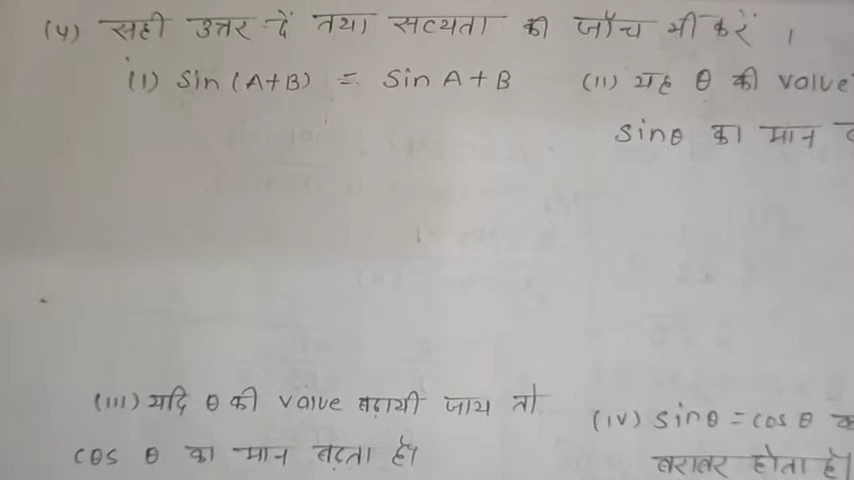 (4) सही उत्तर दें तथा सत्यता की जाँच भी करें ।
(i) sin (A+B) = sin A + B
(ii) यह θ की value
sinθ का मान
(iii) यदि θ की value बढ़ायी जाय तो
cos θ का मान बढ़ता है।
(iv) sinθ = cos θ
बराबर होता है।